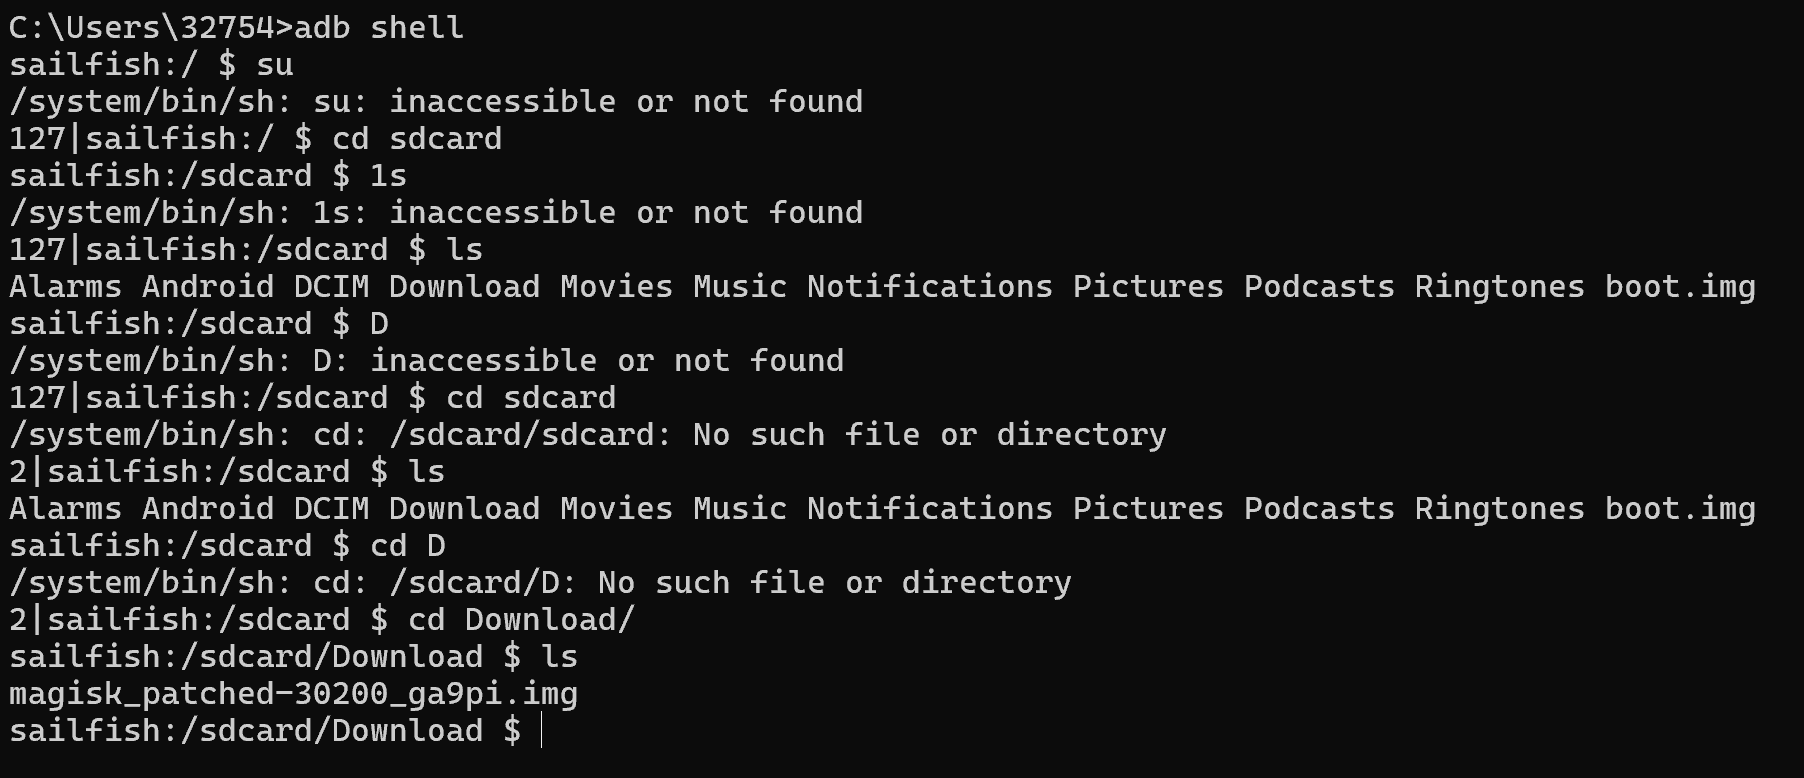 C:\Users\32754>adb shell
sailfish:/ $ su
/system/bin/sh: su: inaccessible or not found
127|sailfish:/ $ cd sdcard
sailfish:/sdcard $ 1s
/system/bin/sh: 1s: inaccessible or not found
127|sailfish:/sdcard $ ls
Alarms Android DCIM Download Movies Music Notifications Pictures Podcasts Ringtones boot.img
sailfish:/sdcard $ D
/system/bin/sh: D: inaccessible or not found
127|sailfish:/sdcard $ cd sdcard
/system/bin/sh: cd: /sdcard/sdcard: No such file or directory
2|sailfish:/sdcard $ ls
Alarms Android DCIM Download Movies Music Notifications Pictures Podcasts Ringtones boot.img
sailfish:/sdcard $ cd D
/system/bin/sh: cd: /sdcard/D: No such file or directory
2|sailfish:/sdcard $ cd Download/
sailfish:/sdcard/Download $ ls
magisk_patched-30200_ga9pi.img
sailfish:/sdcard/Download $